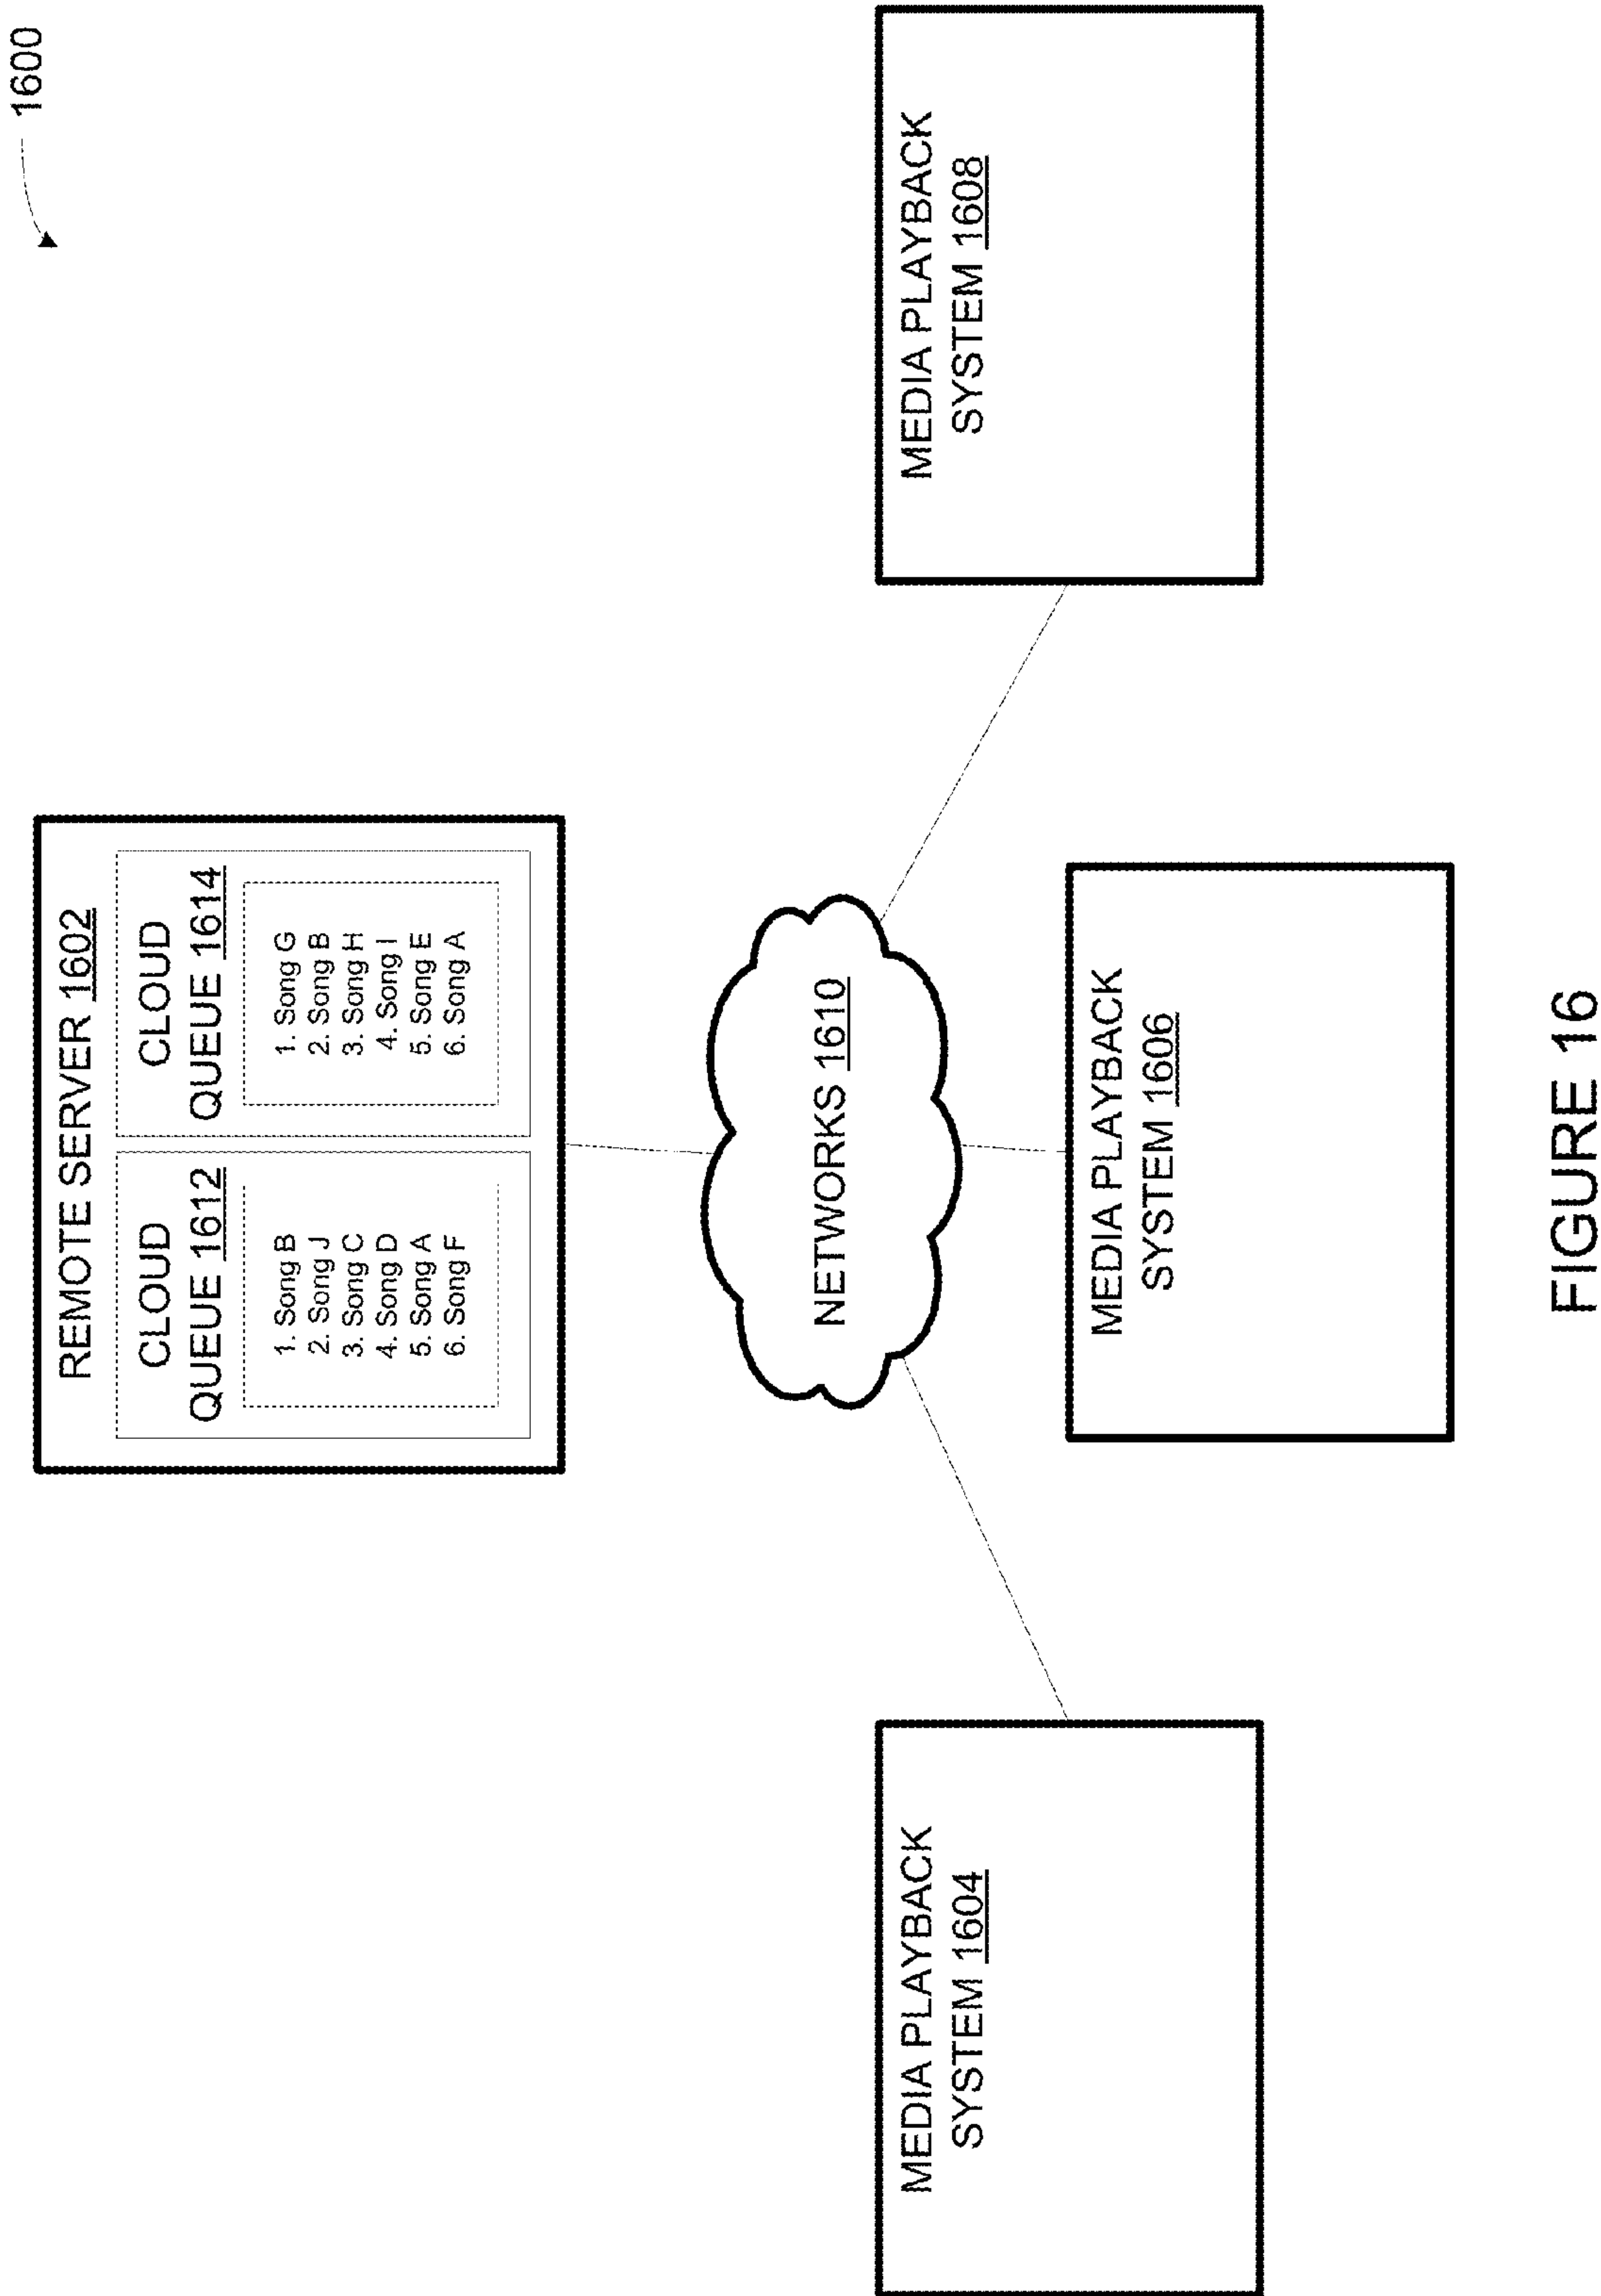 1600
REMOTE SERVER 1602
CLOUD
QUEUE 1612
1. Song B
2. Song J
3. Song C
4. Song D
5. Song A
6. Song F
CLOUD
QUEUE 1614
1. Song G
2. Song B
3. Song H
4. Song I
5. Song E
6. Song A
NETWORKS 1610
MEDIA PLAYBACK
SYSTEM 1604
MEDIA PLAYBACK
SYSTEM 1606
MEDIA PLAYBACK
SYSTEM 1608
FIGURE 16